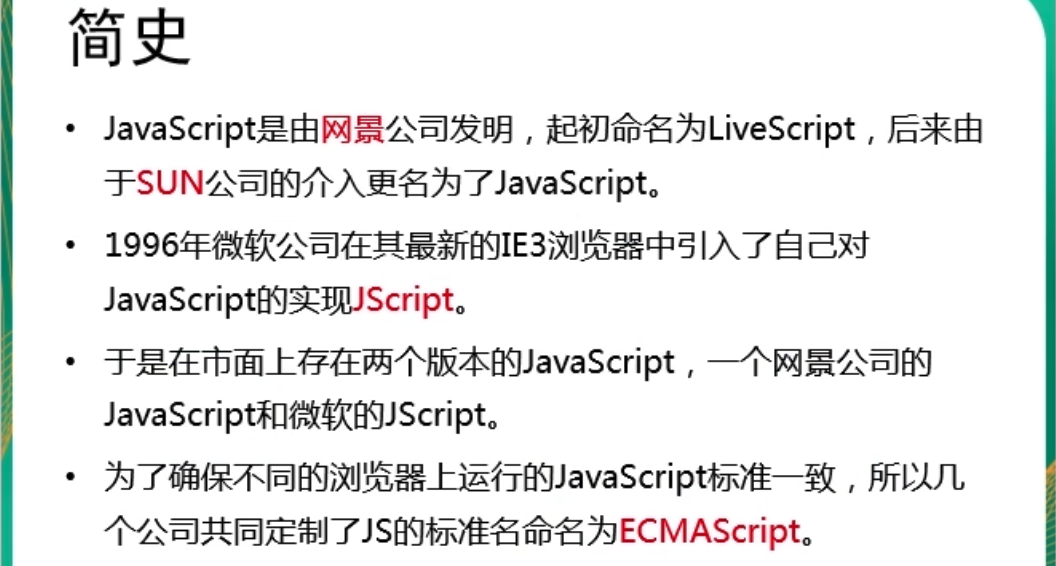 简史
• JavaScript是由网景公司发明，起初命名为LiveScript，后来由
于SUN公司的介入更名为了JavaScript。
• 1996年微软公司在其最新的IE3浏览器中引入了自己对
JavaScript的实现JScript。
• 于是在市面上存在两个版本的JavaScript，一个网景公司的
JavaScript和微软的JScript。
• 为了确保不同的浏览器上运行的JavaScript标准一致，所以几
个公司共同定制了JS的标准名命名为ECMAScript。